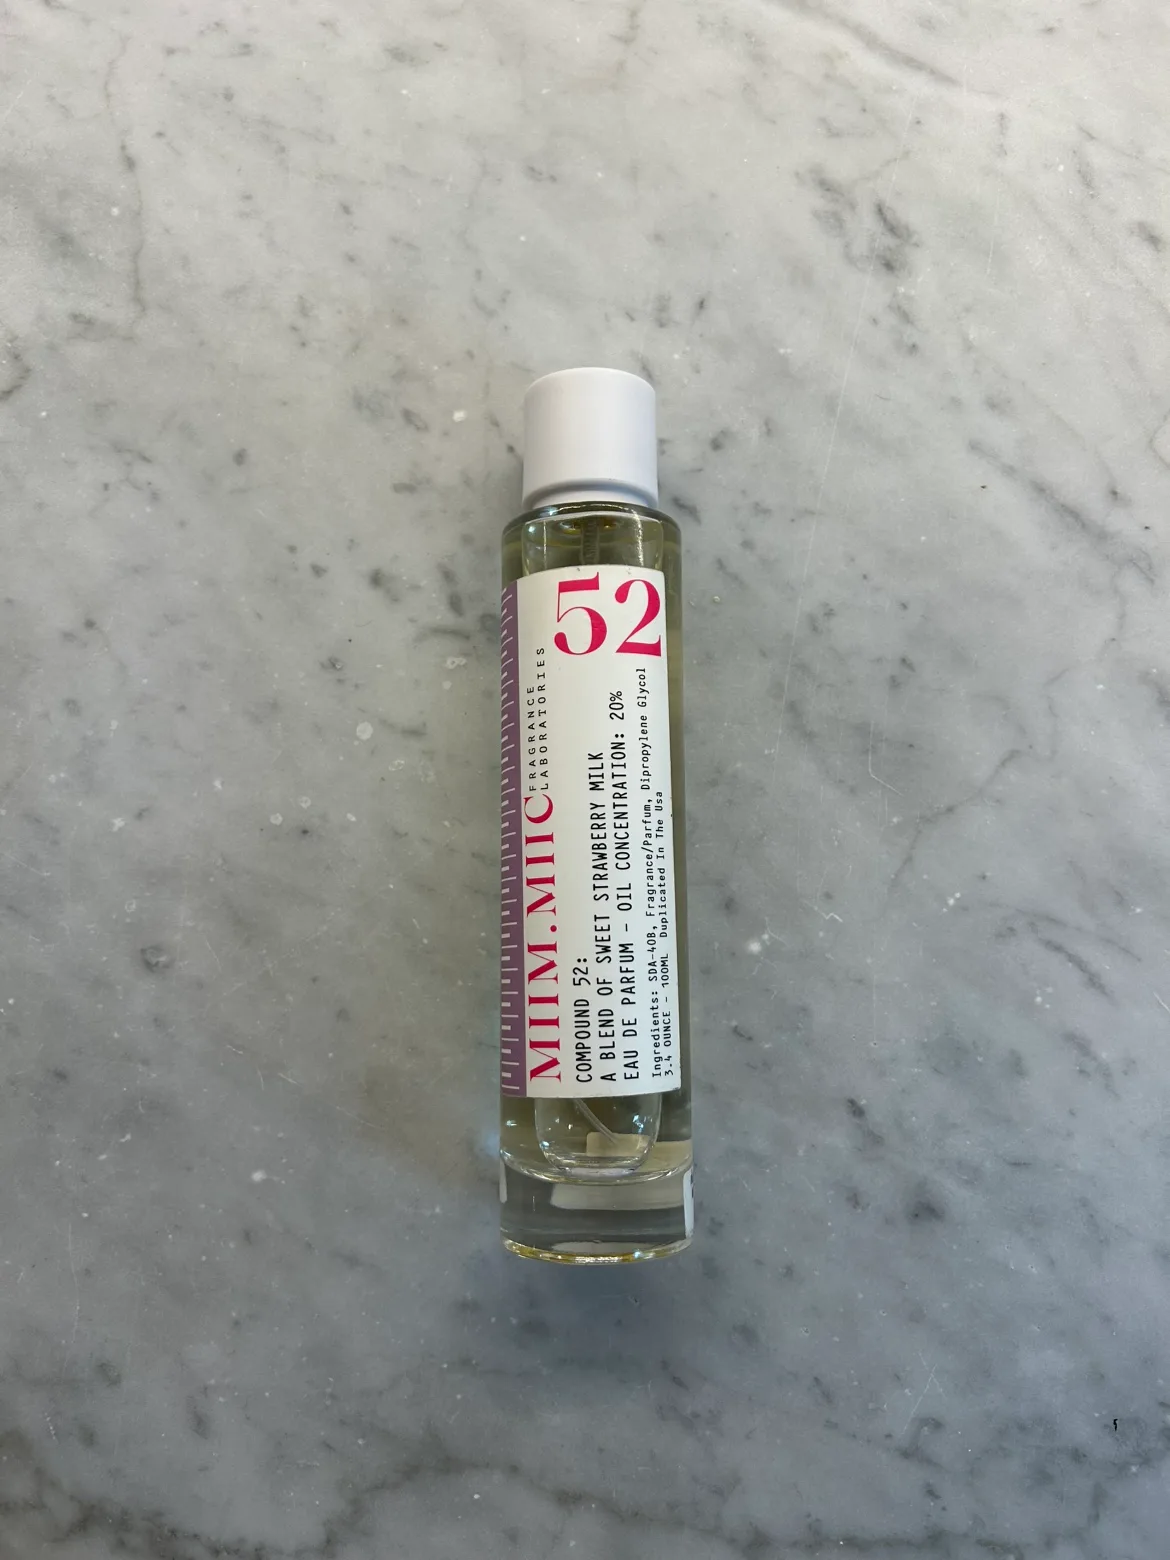 52
MIIM.MIIC
FRAGRANCE
LABORATORIES
COMPOUND 52:
A BLEND OF SWEET STRAWBERRY MILK
EAU DE PARFUM – OIL CONCENTRATION: 20%
Ingredients: SDA-40B, Fragrance/Parfum, Dipropylene Glycol
3.4 OUNCE – 100ML Duplicated In The Usa